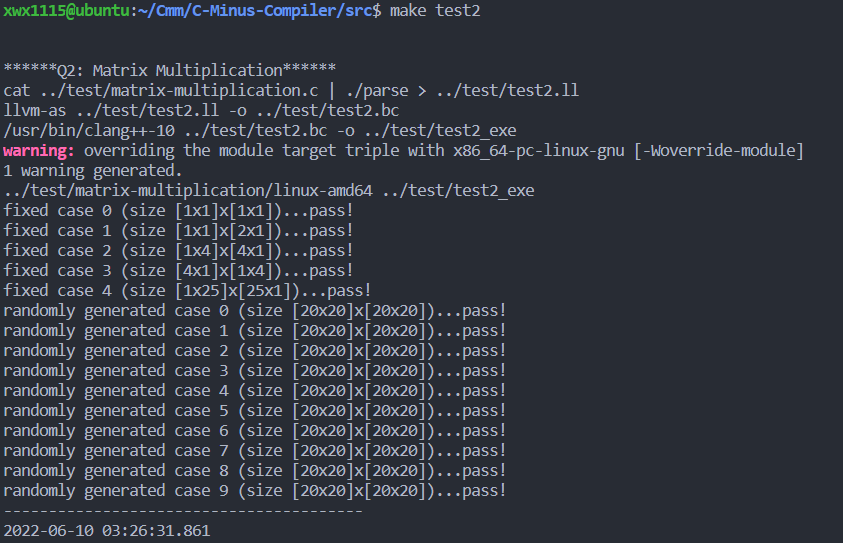 xwx1115@ubuntu:~/Cmm/C-Minus-Compiler/src$ make test2
******Q2: Matrix Multiplication******
cat ../test/matrix-multiplication.c | ./parse > ../test/test2.ll
llvm-as ../test/test2.ll -o ../test/test2.bc
/usr/bin/clang++-10 ../test/test2.bc -o ../test/test2_exe
warning: overriding the module target triple with x86_64-pc-linux-gnu [-Woverride-module]
1 warning generated.
../test/matrix-multiplication/linux-amd64 ../test/test2_exe
fixed case 0 (size [1x1]x[1x1])...pass!
fixed case 1 (size [1x1]x[2x1])...pass!
fixed case 2 (size [1x4]x[4x1])...pass!
fixed case 3 (size [4x1]x[1x4])...pass!
fixed case 4 (size [1x25]x[25x1])...pass!
randomly generated case 0 (size [20x20]x[20x20])...pass!
randomly generated case 1 (size [20x20]x[20x20])...pass!
randomly generated case 2 (size [20x20]x[20x20])...pass!
randomly generated case 3 (size [20x20]x[20x20])...pass!
randomly generated case 4 (size [20x20]x[20x20])...pass!
randomly generated case 5 (size [20x20]x[20x20])...pass!
randomly generated case 6 (size [20x20]x[20x20])...pass!
randomly generated case 7 (size [20x20]x[20x20])...pass!
randomly generated case 8 (size [20x20]x[20x20])...pass!
randomly generated case 9 (size [20x20]x[20x20])...pass!
----------------------------------------
2022-06-10 03:26:31.861